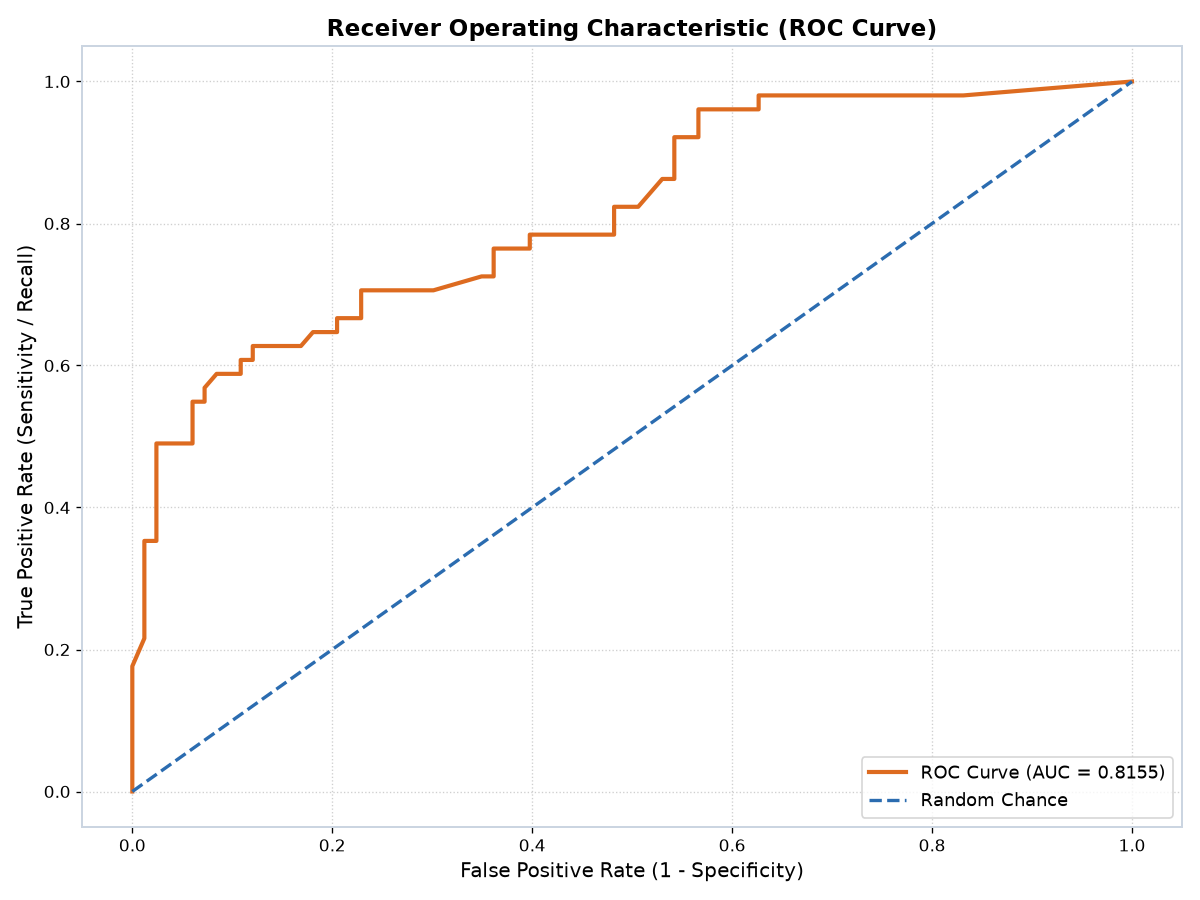 Receiver Operating Characteristic (ROC Curve)
True Positive Rate (Sensitivity / Recall)
1.0
0.8
0.6
0.4
0.2
0.0
ROC Curve (AUC = 0.8155)
Random Chance
0.0 0.2 0.4 0.6 0.8 1.0
False Positive Rate (1 - Specificity)